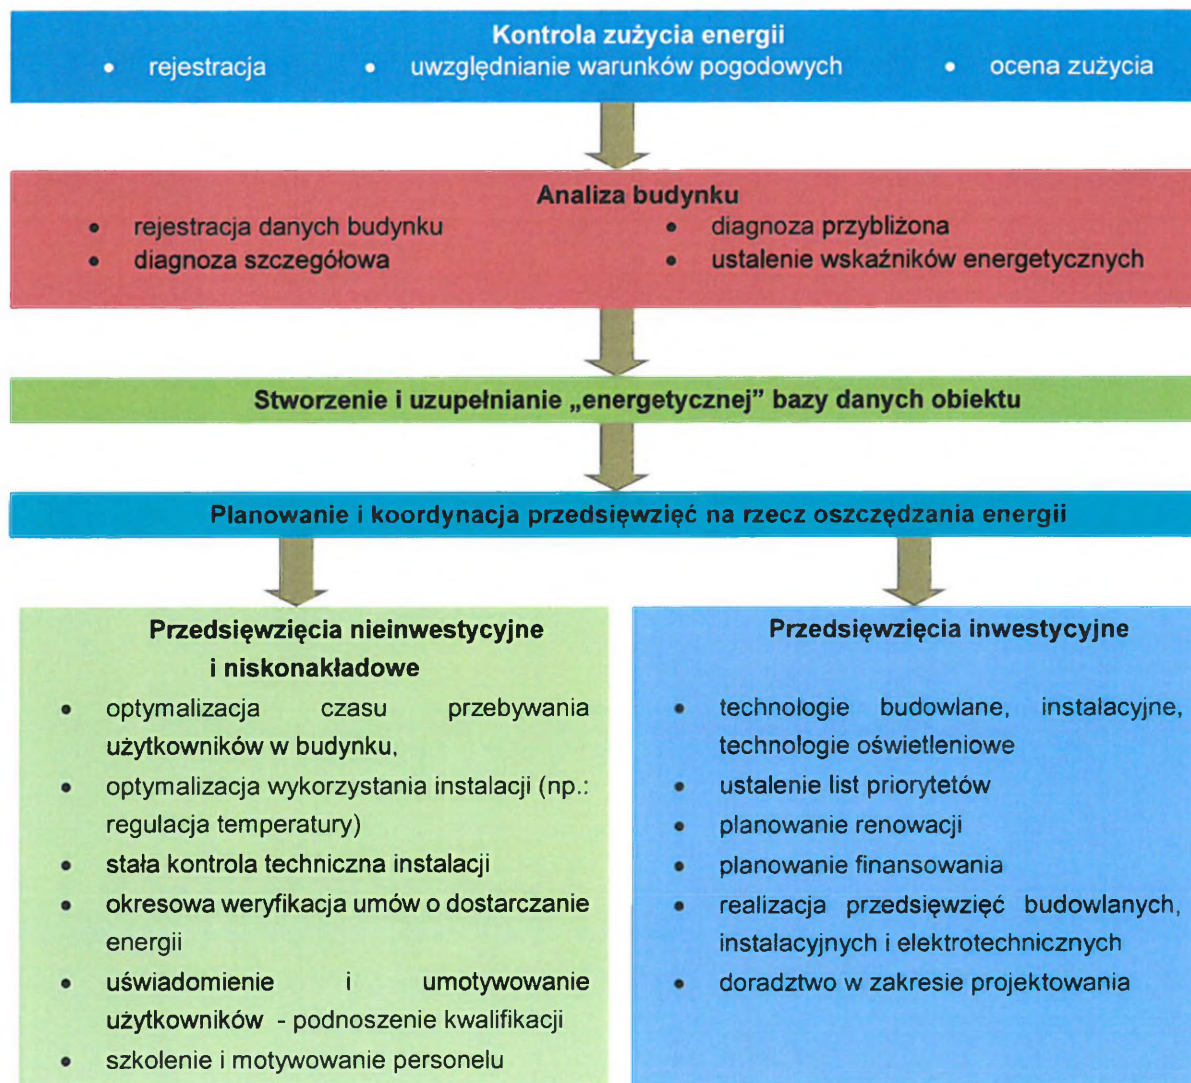 Kontrola zużycia energii
• rejestracja • uwzględnianie warunków pogodowych • ocena zużycia
Analiza budynku
• rejestracja danych budynku • diagnoza przybliżona
• diagnoza szczegółowa • ustalenie wskaźników energetycznych
Stworzenie i uzupełnianie „energetycznej” bazy danych obiektu
Planowanie i koordynacja przedsięwzięć na rzecz oszczędzania energii
Przedsięwzięcia nieinwestycyjne
i niskonakładowe
• optymalizacja czasu przebywania
użytkowników w budynku,
• optymalizacja wykorzystania instalacji (np.:
regulacja temperatury)
• stała kontrola techniczna instalacji
• okresowa weryfikacja umów o dostarczanie
energii
• uświadomienie i umotywowanie
użytkowników - podnoszenie kwalifikacji
• szkolenie i motywowanie personelu
Przedsięwzięcia inwestycyjne
• technologie budowlane, instalacyjne,
technologie oświetleniowe
• ustalenie list priorytetów
• planowanie renowacji
• planowanie finansowania
• realizacja przedsięwzięć budowlanych,
instalacyjnych i elektrotechnicznych
• doradztwo w zakresie projektowania